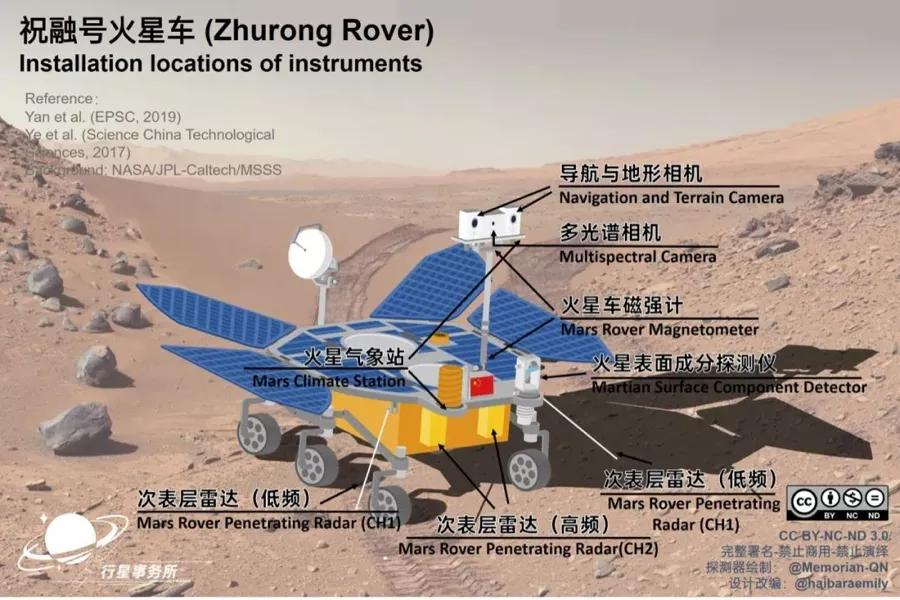 祝融号火星车 (Zhurong Rover)
Installation locations of instruments
Reference:
Yan et al. (EPSC, 2019)
Ye et al. (Science China Technological
Sciences, 2017)
Background: NASA/JPL-Caltech/MSSS
导航与地形相机
Navigation and Terrain Camera
多光谱相机
Multispectral Camera
火星车磁强计
Mars Rover Magnetometer
火星气象站
Mars Climate Station
火星表面成分探测仪
Martian Surface Component Detector
次表层雷达（低频）
Mars Rover Penetrating
Radar (CH1)
次表层雷达（低频）
Mars Rover Penetrating Radar (CH1)
次表层雷达（高频）
Mars Rover Penetrating Radar(CH2)
行星事务所
cc BY NC ND
CC-BY-NC-ND 3.0
完整署名-禁止商用-禁止演绎
探测器绘制： @Memorian-QN
设计改编： @haibaraemily